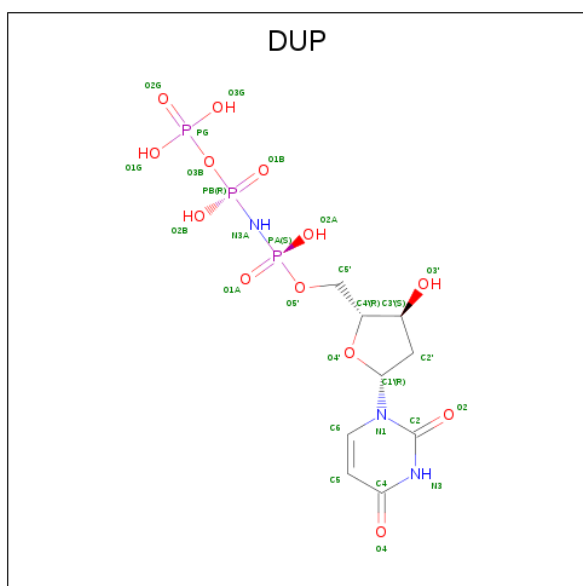 DUP
O2G O3G
O OH
P PG
HO O O1B
O1G O3B O
PB(R) P
HO NH O2A
O2B N3A PA(S) OH
P C5' O3'
O OH
O1A O C4'(R) C3'(S)
O5'
O4' O C2'
C1'(R)
C6 N C2 O2
N1 O
C5 C4 NH N3
O
O4